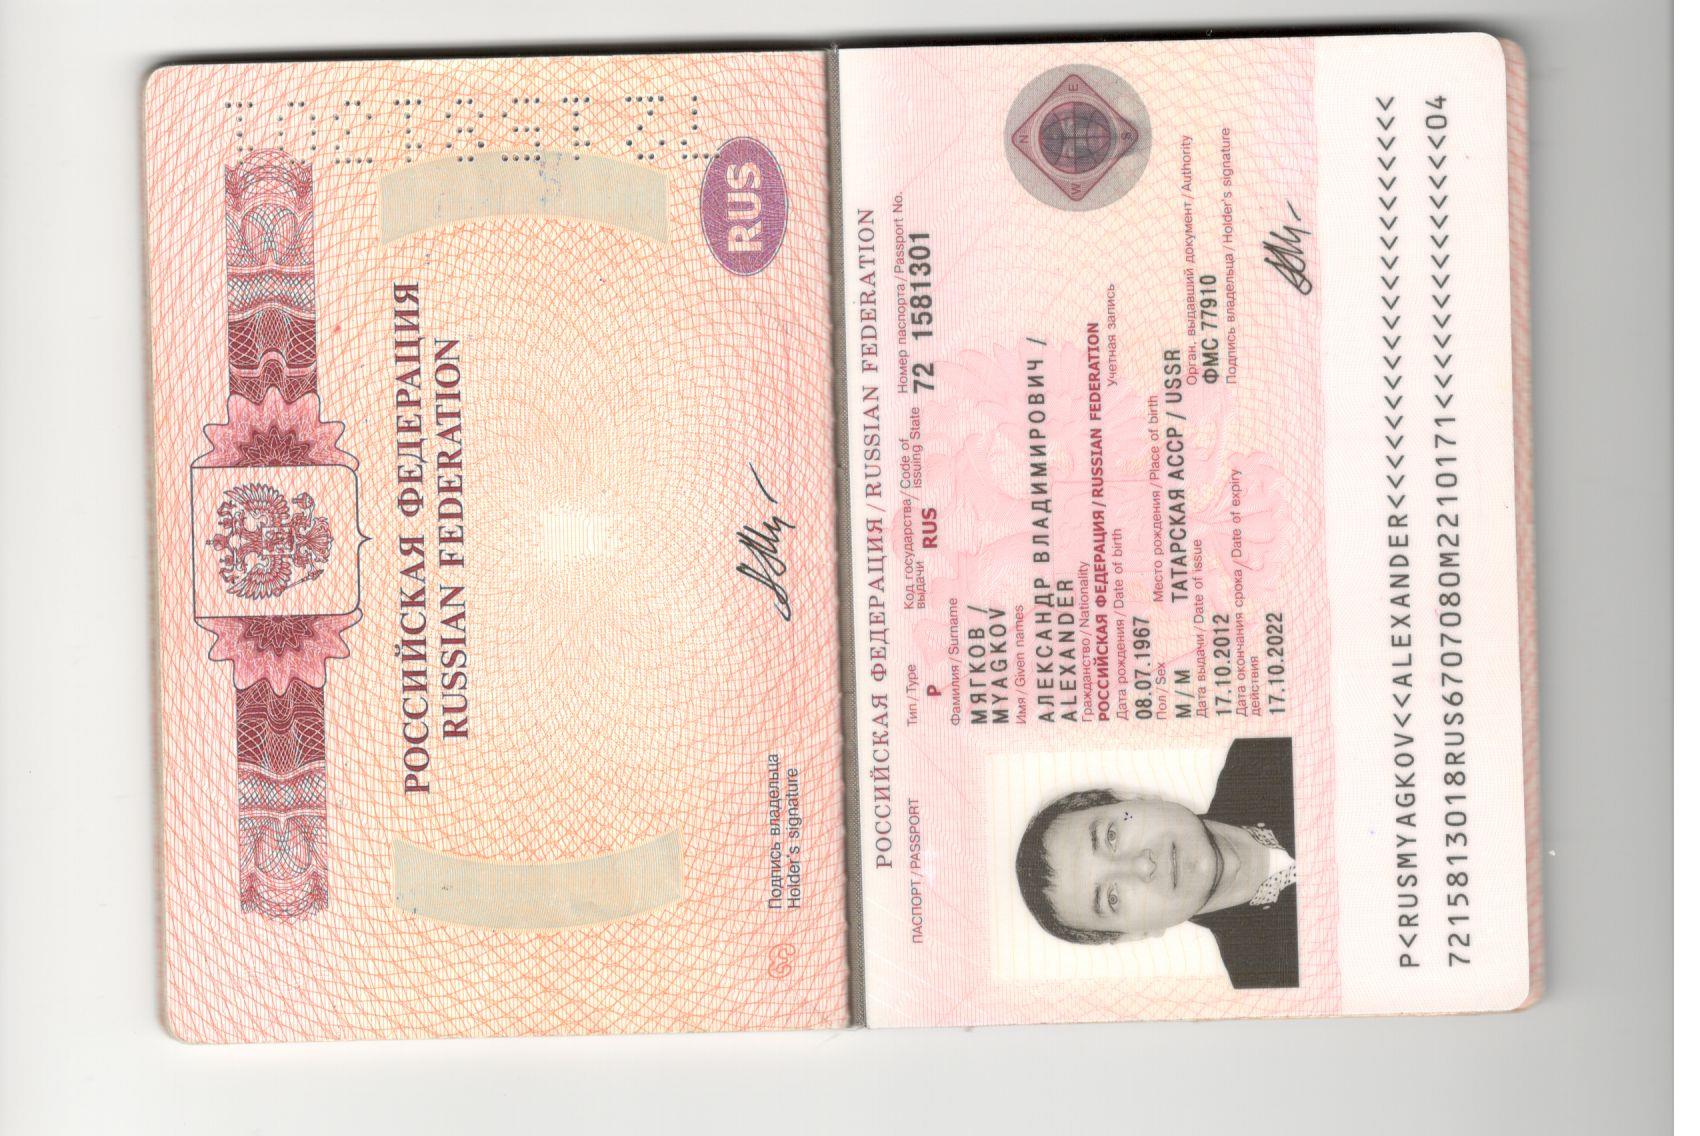 РОССИЙСКАЯ ФЕДЕРАЦИЯ
RUSSIAN FEDERATION
RUS
Подпись владельца
Holder's signature
РОССИЙСКАЯ ФЕДЕРАЦИЯ / RUSSIAN FEDERATION
ПАСПОРТ / PASSPORT
Тип / Type
Код государства / Code of
выдачи issuing State
Номер паспорта / Passport No.
P RUS 72 1581301
Фамилия / Surname
МЯГКОВ /
MYAGKOV
Имя / Given names
АЛЕКСАНДР ВЛАДИМИРОВИЧ /
ALEXANDER
Гражданство / Nationality
РОССИЙСКАЯ ФЕДЕРАЦИЯ / RUSSIAN FEDERATION
Дата рождения / Date of birth
Учетная запись
08.07.1967
Пол / Sex
Место рождения / Place of birth
М / M ТАТАРСКАЯ АССР / USSR
Дата выдачи / Date of issue
Орган, выдавший документ / Authority
17.10.2012 ФМС 77910
Дата окончания срока / Date of expiry
действия
Подпись владельца / Holder's signature
17.10.2022
N
E
S
W
P<RUSMYAGKOV<<ALEXANDER<<<<<<<<<<<<<<<<<<<<<
7215813018RUS6707080M2210171<<<<<<<<<<<<<<04